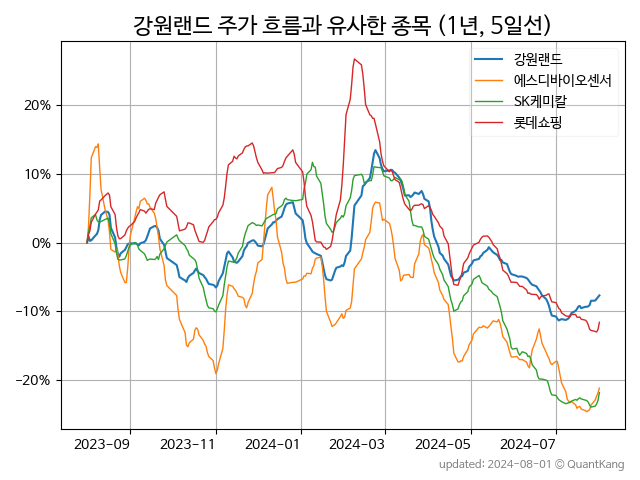 강원랜드 주가 흐름과 유사한 종목 (1년, 5일선)
강원랜드
에스디바이오센서
SK케미칼
롯데쇼핑
20%
10%
0%
−10%
−20%
2023-09 2023-11 2024-01 2024-03 2024-05 2024-07
updated: 2024-08-01 © QuantKang